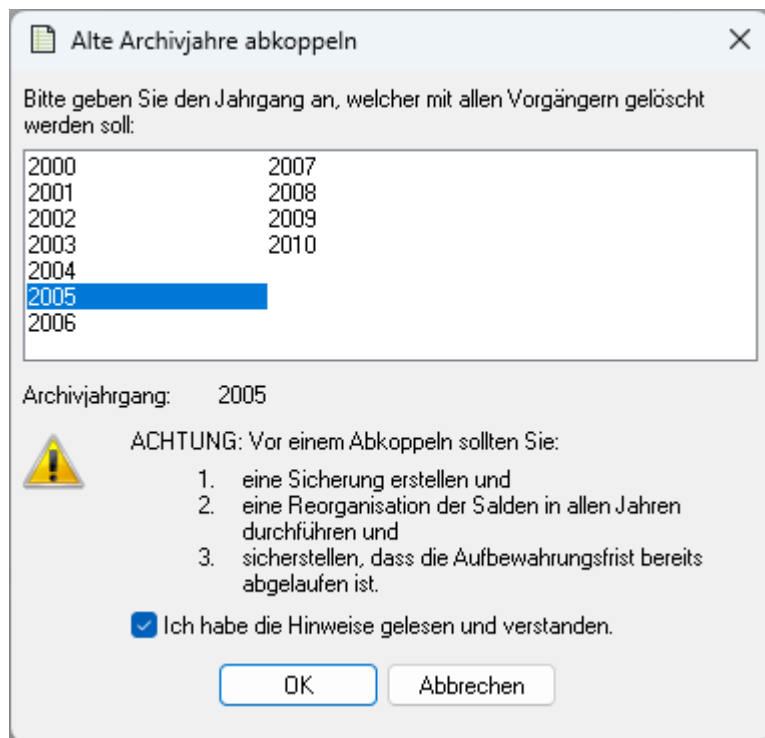 Alte Archivjahre abkoppeln
Bitte geben Sie den Jahrgang an, welcher mit allen Vorgängern gelöscht
werden soll:
2000
2001
2002
2003
2004
2005
2006
2007
2008
2009
2010
Archivjahrgang: 2005
ACHTUNG: Vor einem Abkoppeln sollten Sie:
1. eine Sicherung erstellen und
2. eine Reorganisation der Salden in allen Jahren
durchführen und
3. sicherstellen, dass die Aufbewahrungsfrist bereits
abgelaufen ist.
Ich habe die Hinweise gelesen und verstanden.
OK
Abbrechen